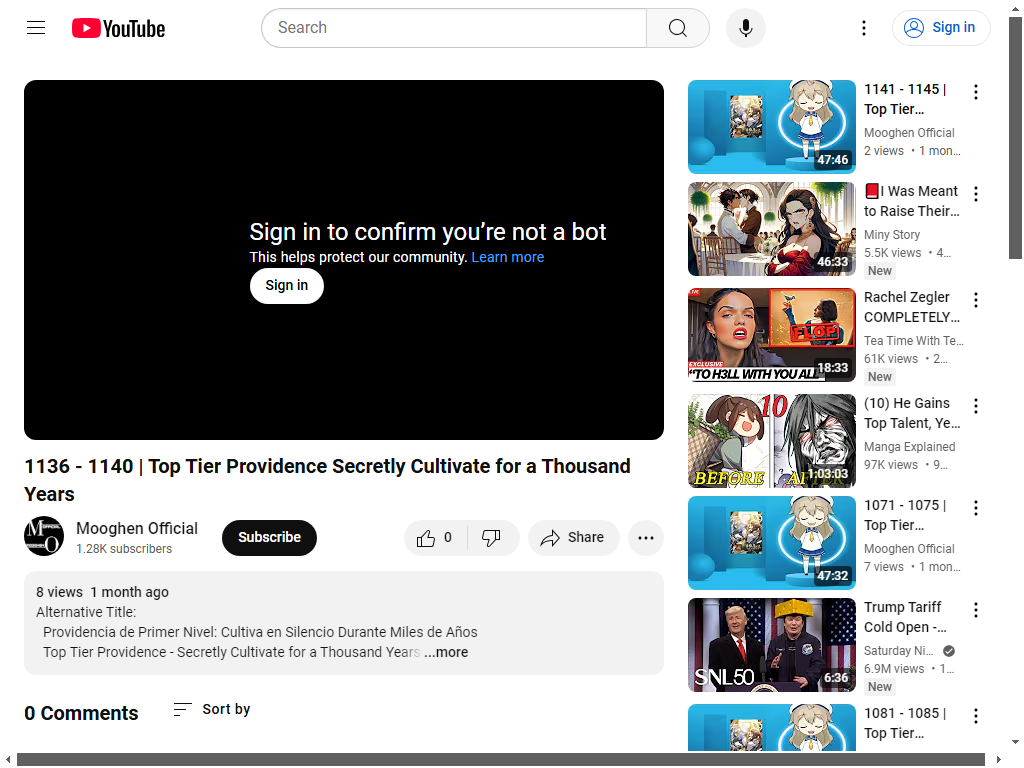 YouTube
Search
Sign in
Sign in to confirm you’re not a bot
This helps protect our community. Learn more
Sign in
1136 - 1140 | Top Tier Providence Secretly Cultivate for a Thousand
Years
Mooghen Official
1.28K subscribers
Subscribe
0
Share
8 views 1 month ago
Alternative Title:
Providencia de Primer Nivel: Cultiva en Silencio Durante Miles de Años
Top Tier Providence - Secretly Cultivate for a Thousand Years ...more
0 Comments
Sort by
47:46
1141 - 1145 |
Top Tier…
Mooghen Official
2 views • 1 mon…
46:33
I Was Meant
to Raise Their…
Miny Story
5.5K views • 4…
New
LIVE
FLOP
EXCLUSIVE
“TO H3LL WITH YOU ALL”
18:33
Rachel Zegler
COMPLETELY…
Tea Time With Te…
61K views • 2…
New
10
BEFORE
AFTER
1:03:03
(10) He Gains
Top Talent, Ye…
Manga Explained
97K views • 9…
47:32
1071 - 1075 |
Top Tier…
Mooghen Official
7 views • 1 mon…
SNL50
6:36
Trump Tariff
Cold Open -…
Saturday Ni…
6.9M views • 1…
New
1081 - 1085 |
Top Tier…